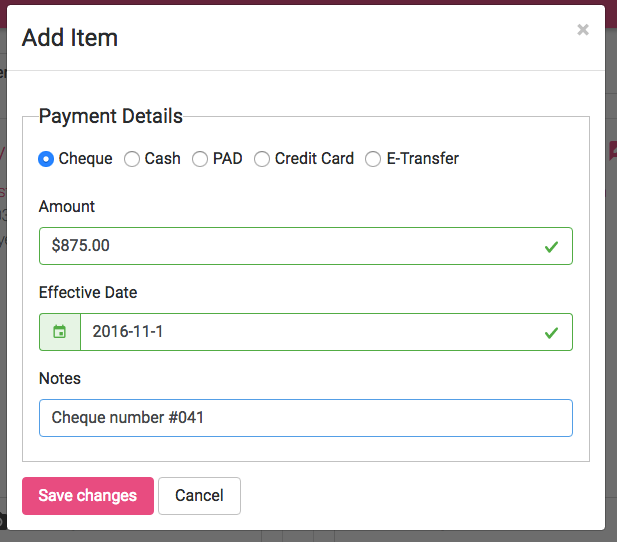 Add Item
×
Payment Details
Cheque Cash PAD Credit Card E-Transfer
Amount
$875.00
Effective Date
2016-11-1
Notes
Cheque number #041
Save changes Cancel